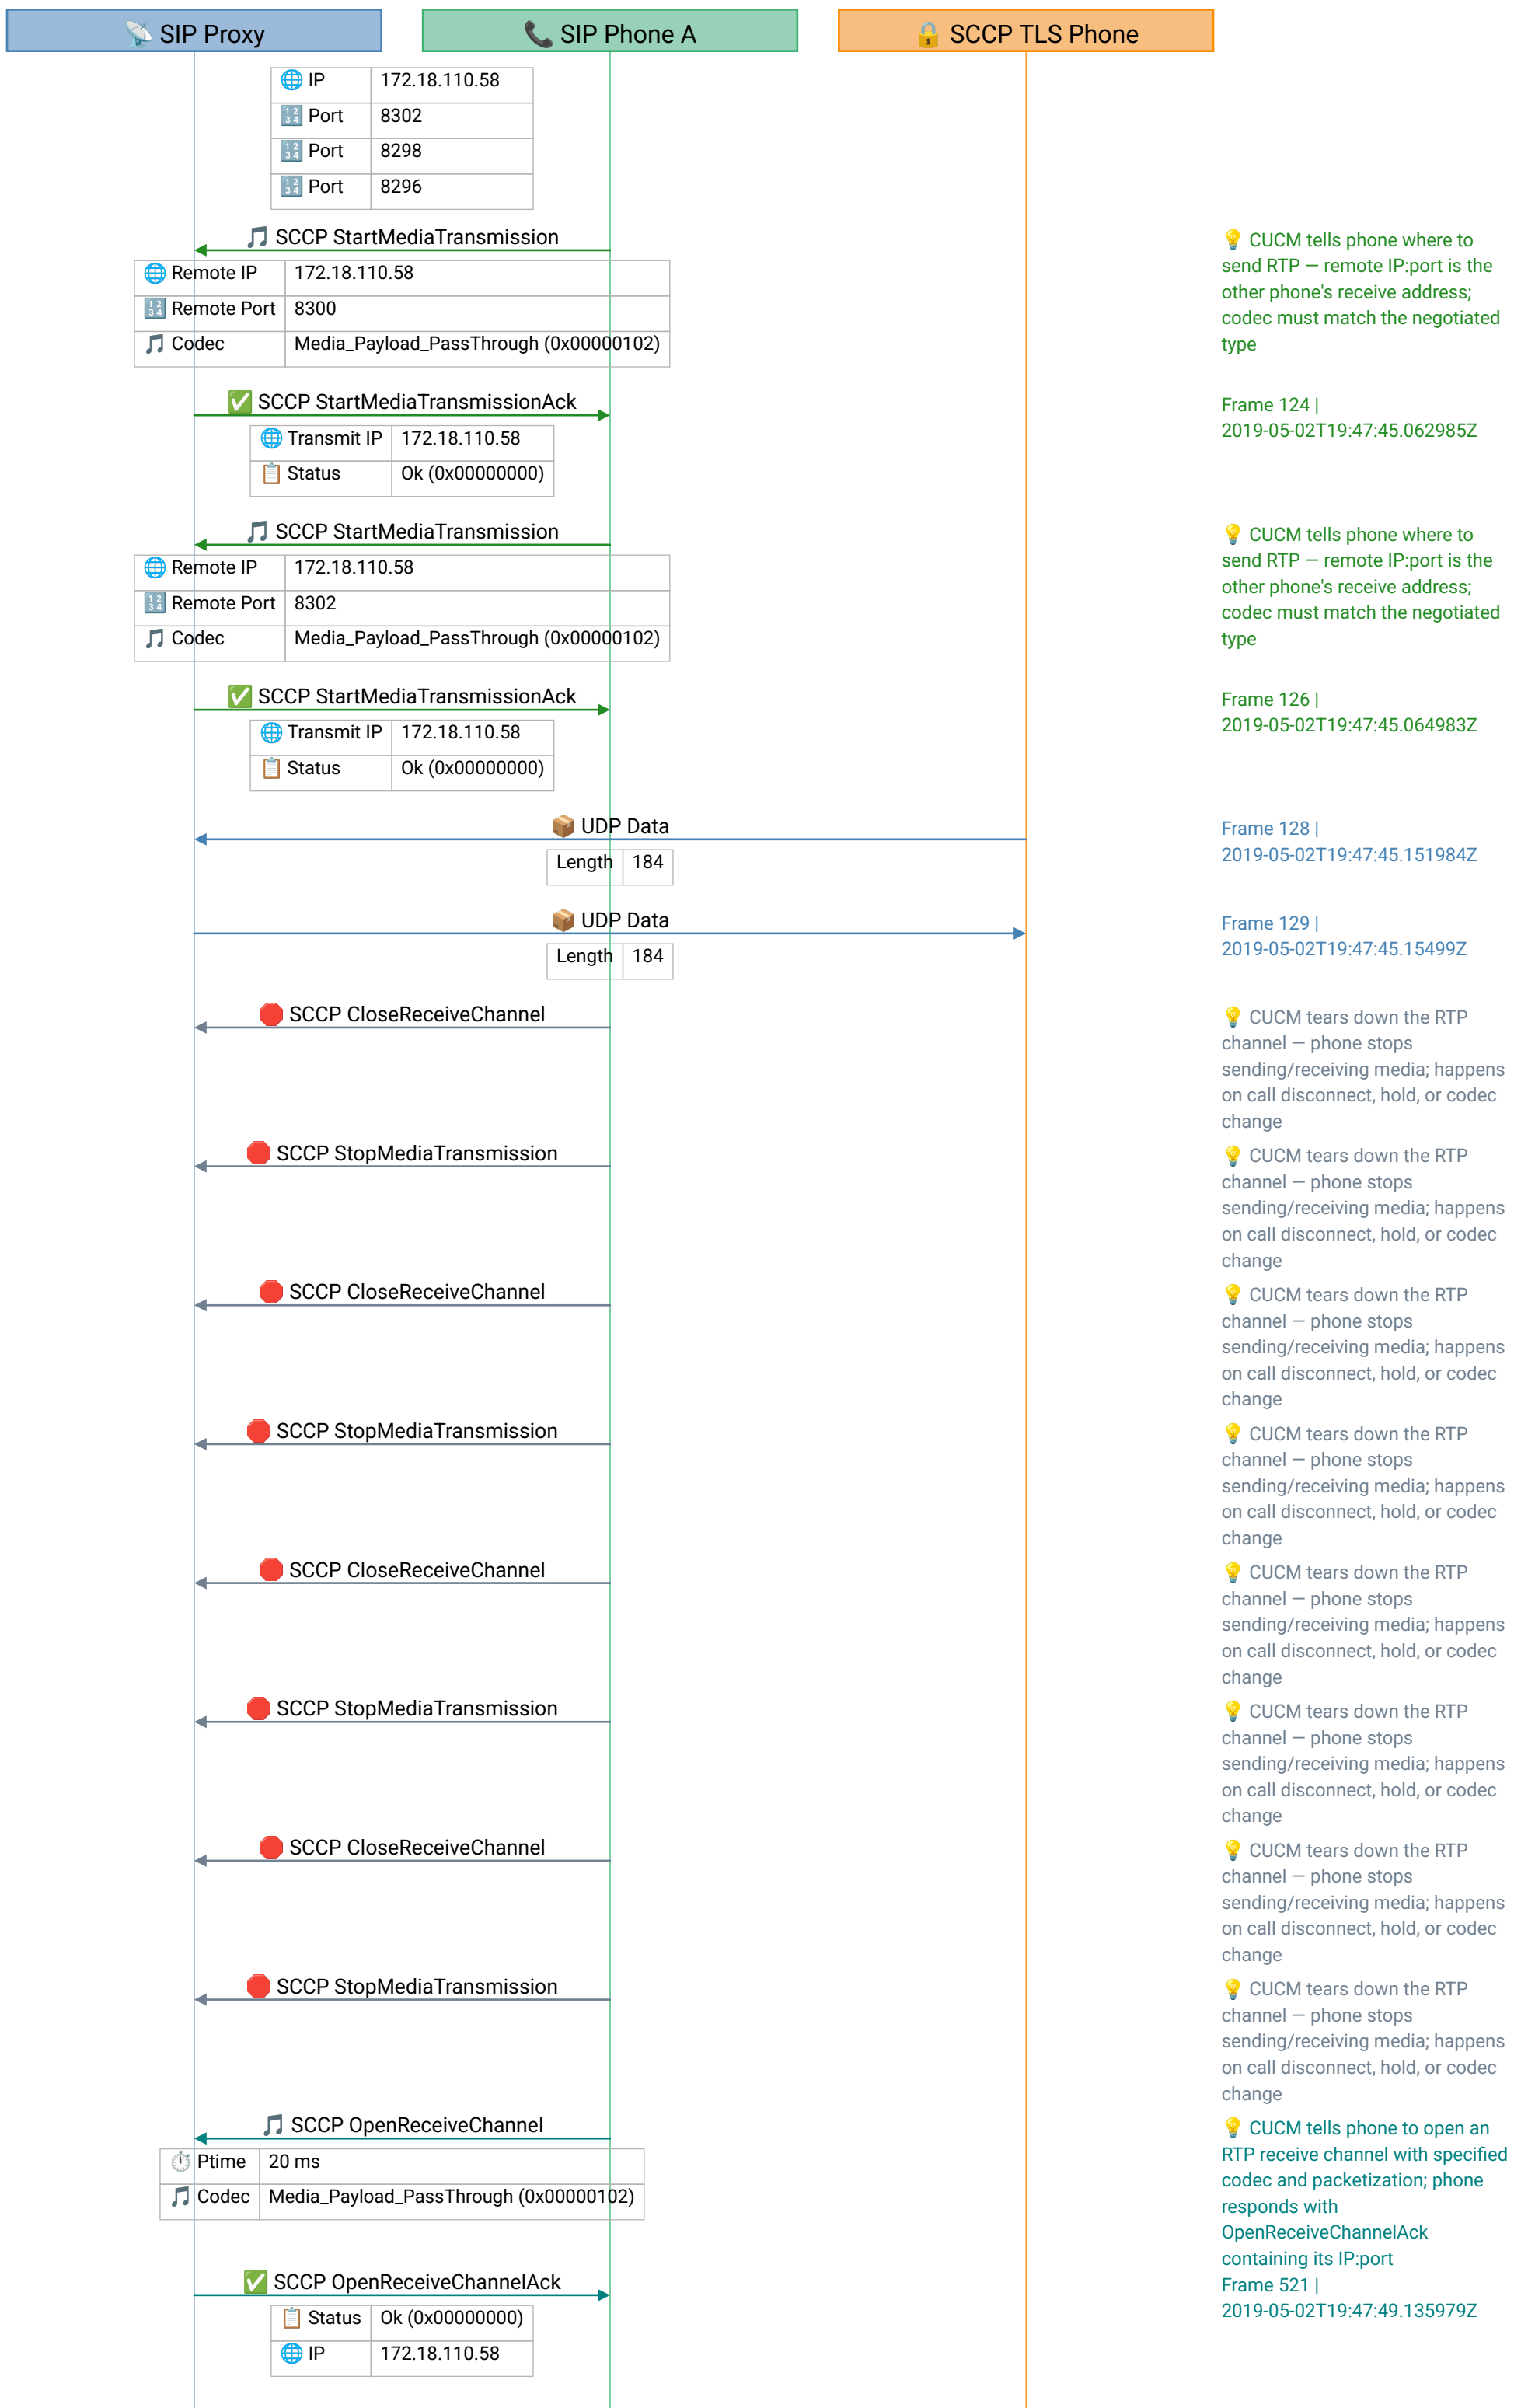 SIP Proxy
SIP Phone A
SCCP TLS Phone
IP 172.18.110.58
Port 8302
Port 8298
Port 8296
SCCP StartMediaTransmission
Remote IP 172.18.110.58
Remote Port 8300
Codec Media_Payload_PassThrough (0x00000102)
CUCM tells phone where to
send RTP — remote IP:port is the
other phone's receive address;
codec must match the negotiated
type
SCCP StartMediaTransmissionAck
Transmit IP 172.18.110.58
Status Ok (0x00000000)
Frame 124 |
2019-05-02T19:47:45.062985Z
SCCP StartMediaTransmission
Remote IP 172.18.110.58
Remote Port 8302
Codec Media_Payload_PassThrough (0x00000102)
CUCM tells phone where to
send RTP — remote IP:port is the
other phone's receive address;
codec must match the negotiated
type
SCCP StartMediaTransmissionAck
Transmit IP 172.18.110.58
Status Ok (0x00000000)
Frame 126 |
2019-05-02T19:47:45.064983Z
UDP Data
Length 184
Frame 128 |
2019-05-02T19:47:45.151984Z
UDP Data
Length 184
Frame 129 |
2019-05-02T19:47:45.15499Z
SCCP CloseReceiveChannel
CUCM tears down the RTP
channel — phone stops
sending/receiving media; happens
on call disconnect, hold, or codec
change
SCCP StopMediaTransmission
CUCM tears down the RTP
channel — phone stops
sending/receiving media; happens
on call disconnect, hold, or codec
change
SCCP CloseReceiveChannel
CUCM tears down the RTP
channel — phone stops
sending/receiving media; happens
on call disconnect, hold, or codec
change
SCCP StopMediaTransmission
CUCM tears down the RTP
channel — phone stops
sending/receiving media; happens
on call disconnect, hold, or codec
change
SCCP CloseReceiveChannel
CUCM tears down the RTP
channel — phone stops
sending/receiving media; happens
on call disconnect, hold, or codec
change
SCCP StopMediaTransmission
CUCM tears down the RTP
channel — phone stops
sending/receiving media; happens
on call disconnect, hold, or codec
change
SCCP CloseReceiveChannel
CUCM tears down the RTP
channel — phone stops
sending/receiving media; happens
on call disconnect, hold, or codec
change
SCCP StopMediaTransmission
CUCM tears down the RTP
channel — phone stops
sending/receiving media; happens
on call disconnect, hold, or codec
change
SCCP OpenReceiveChannel
Ptime 20 ms
Codec Media_Payload_PassThrough (0x00000102)
CUCM tells phone to open an
RTP receive channel with specified
codec and packetization; phone
responds with
OpenReceiveChannelAck
containing its IP:port
SCCP OpenReceiveChannelAck
Status Ok (0x00000000)
IP 172.18.110.58
Frame 521 |
2019-05-02T19:47:49.135979Z